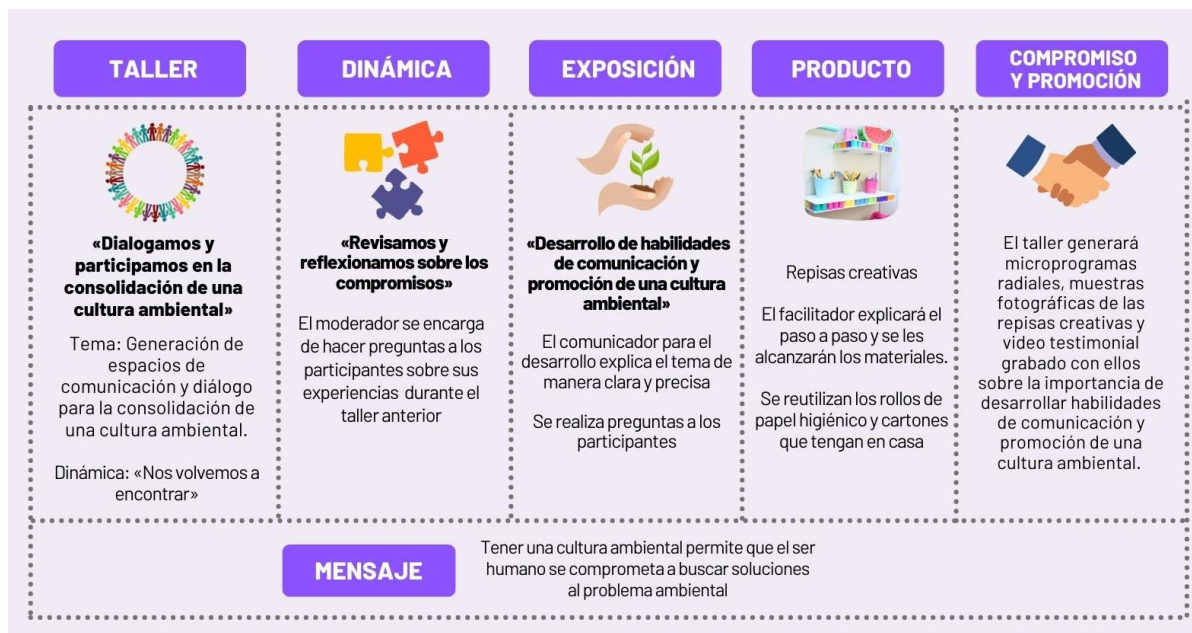 TALLER
«Dialogamos y
participamos en la
consolidación de una
cultura ambiental»
Tema: Generación de
espacios de
comunicación y diálogo
para la consolidación de
una cultura ambiental.
Dinámica: «Nos volvemos a
encontrar»
DINÁMICA
«Revisamos y
reflexionamos sobre los
compromisos»
El moderador se encarga
de hacer preguntas a los
participantes sobre sus
experiencias durante el
taller anterior
EXPOSICIÓN
«Desarrollo de habilidades
de comunicación y
promoción de una cultura
ambiental»
El comunicador para el
desarrollo explica el tema de
manera clara y precisa
Se realiza preguntas a los
participantes
PRODUCTO
Repisas creativas
El facilitador explicará el
paso a paso y se les
alcanzarán los materiales.
Se reutilizan los rollos de
papel higiénico y cartones
que tengan en casa
COMPROMISO
Y PROMOCIÓN
El taller generará
microprogramas
radiales, muestras
fotográficas de las
repisas creativas y
video testimonial
grabado con ellos
sobre la importancia de
desarrollar habilidades
de comunicación y
promoción de una
cultura ambiental.
MENSAJE
Tener una cultura ambiental permite que el ser
humano se comprometa a buscar soluciones
al problema ambiental